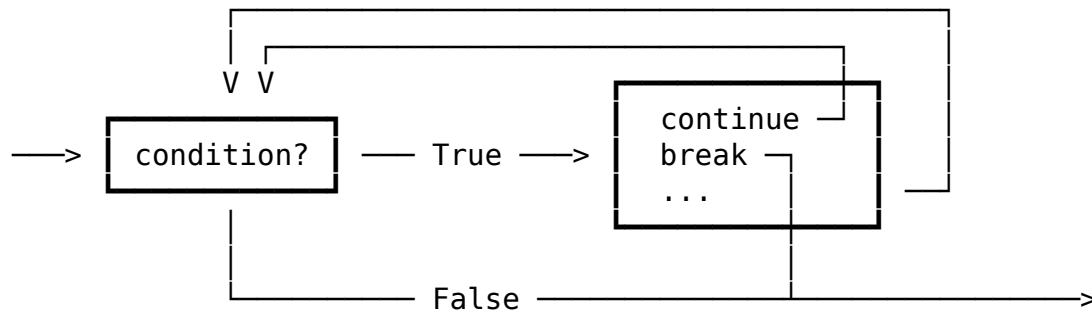 V V
continue
condition? True > break
...
False >